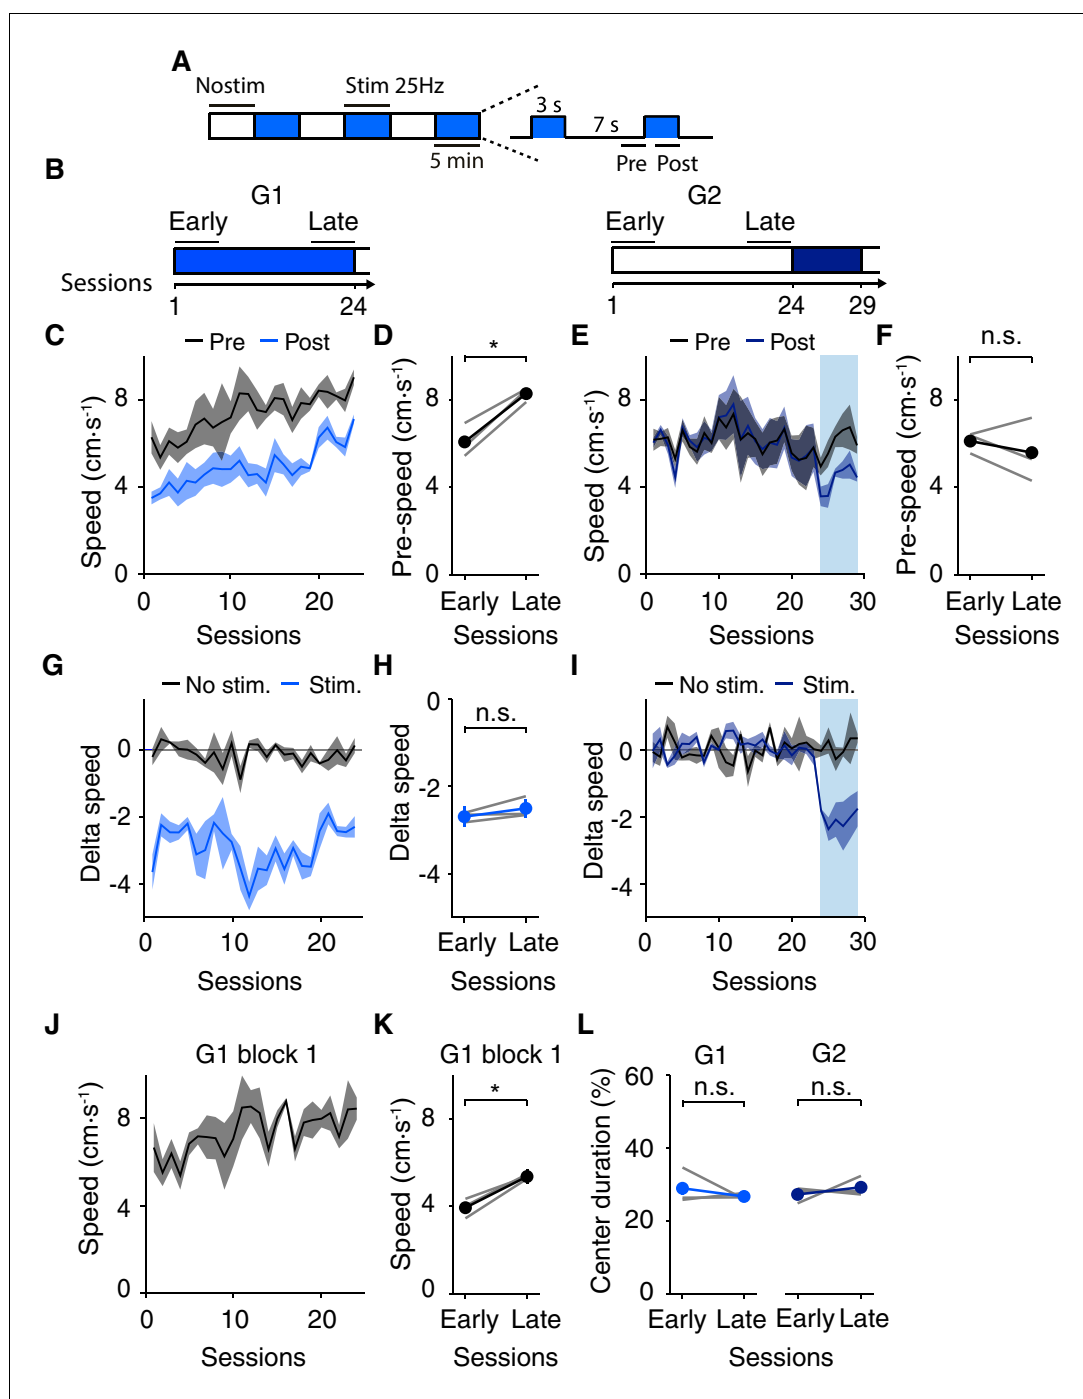 A
Nostim
Stim 25Hz
3 s
7 s
5 min
Pre
Post
B
G1
G2
Early
Late
Early
Late
Sessions
1
24
1
24
29
C
Pre
Post
Speed (cm·s⁻¹)
8
4
0
0
10
20
Sessions
D
*
Pre-speed (cm·s⁻¹)
8
4
0
Early
Late
Sessions
E
Pre
Post
Speed (cm·s⁻¹)
8
4
0
0
10
20
30
Sessions
F
n.s.
Pre-speed (cm·s⁻¹)
8
4
0
Early
Late
Sessions
G
No stim.
Stim.
Delta speed
0
-2
-4
0
10
20
Sessions
H
n.s.
Delta speed
0
-2
-4
Early
Late
Sessions
I
No stim.
Stim.
Delta speed
0
-2
-4
0
10
20
30
Sessions
J
G1 block 1
Speed (cm·s⁻¹)
8
4
0
0
20
Sessions
K
G1 block 1
*
Speed (cm·s⁻¹)
8
4
0
Early
Late
Sessions
L
G1
G2
n.s.
n.s.
Center duration (%)
60
40
20
0
Early
Late
Early
Late
Sessions